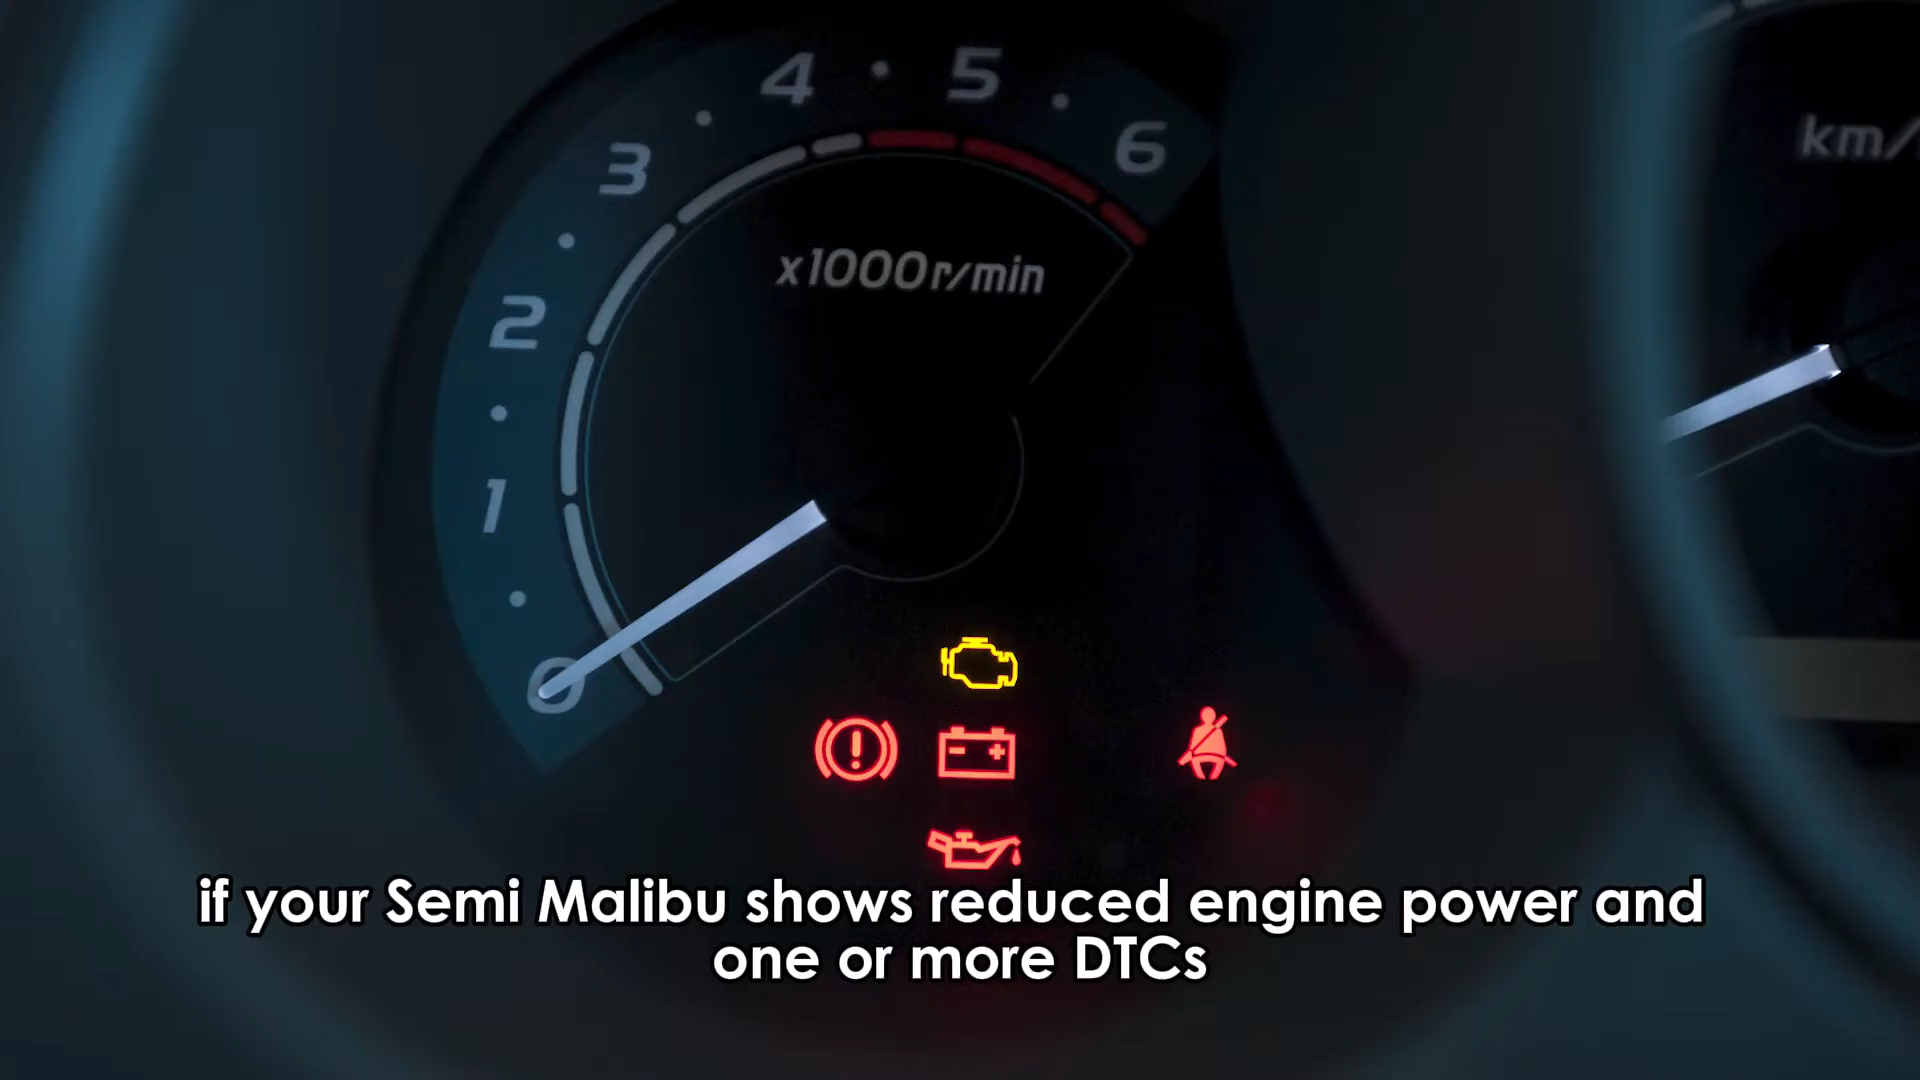 4
5
3
6
km/
x1000r/min
2
1
0
if your Semi Malibu shows reduced engine power and
one or more DTCs